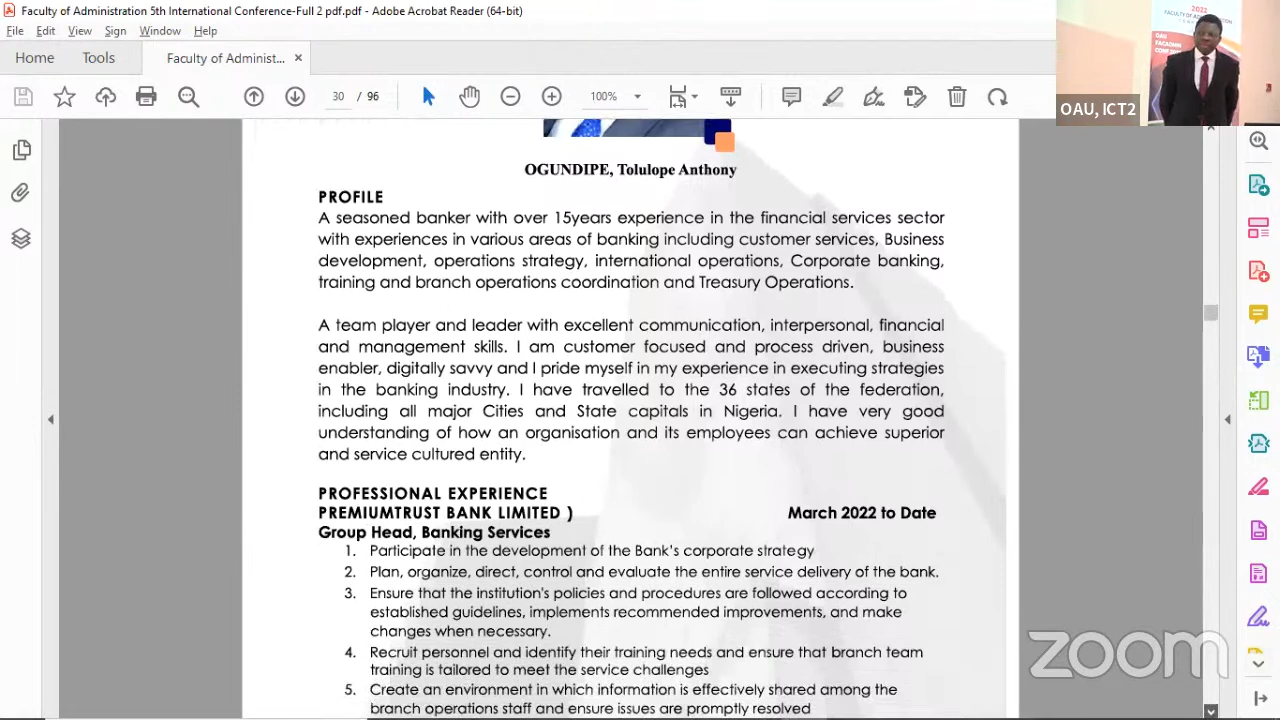 Faculty of Administration 5th International Conference-Full 2 pdf.pdf - Adobe Acrobat Reader (64-bit)
File Edit View Sign Window Help
Home Tools Faculty of Administ... ×
30 / 96 100%
2022
FACULTY OF ADMINISTRATION
OAU
FACADMIN
OAU, ICT2
OGUNDIPE, Tolulope Anthony
PROFILE
A seasoned banker with over 15years experience in the financial services sector
with experiences in various areas of banking including customer services, Business
development, operations strategy, international operations, Corporate banking,
training and branch operations coordination and Treasury Operations.
A team player and leader with excellent communication, interpersonal, financial
and management skills. I am customer focused and process driven, business
enabler, digitally savvy and I pride myself in my experience in executing strategies
in the banking industry. I have travelled to the 36 states of the federation,
including all major Cities and State capitals in Nigeria. I have very good
understanding of how an organisation and its employees can achieve superior
and service cultured entity.
PROFESSIONAL EXPERIENCE
PREMIUMTRUST BANK LIMITED ) March 2022 to Date
Group Head, Banking Services
1. Participate in the development of the Bank's corporate strategy
2. Plan, organize, direct, control and evaluate the entire service delivery of the bank.
3. Ensure that the institution's policies and procedures are followed according to
established guidelines, implements recommended improvements, and make
changes when necessary.
4. Recruit personnel and identify their training needs and ensure that branch team
training is tailored to meet the service challenges
5. Create an environment in which information is effectively shared among the
branch operations staff and ensure issues are promptly resolved
zoom